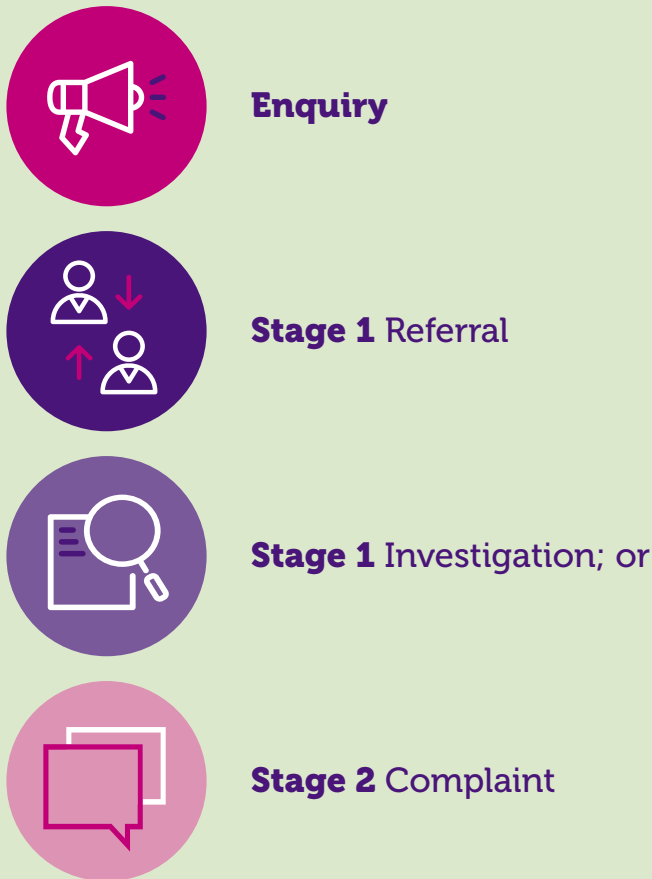 Enquiry
Stage 1 Referral
Stage 1 Investigation; or
Stage 2 Complaint